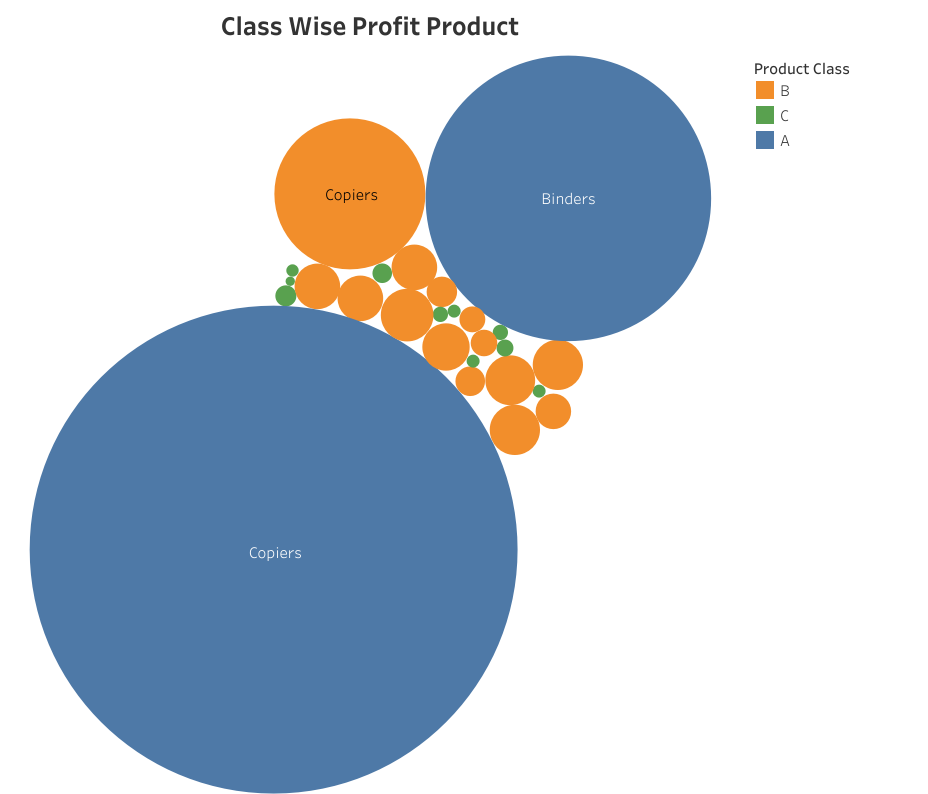 Class Wise Profit Product
Product Class
B
C
A
Copiers
Binders
Copiers